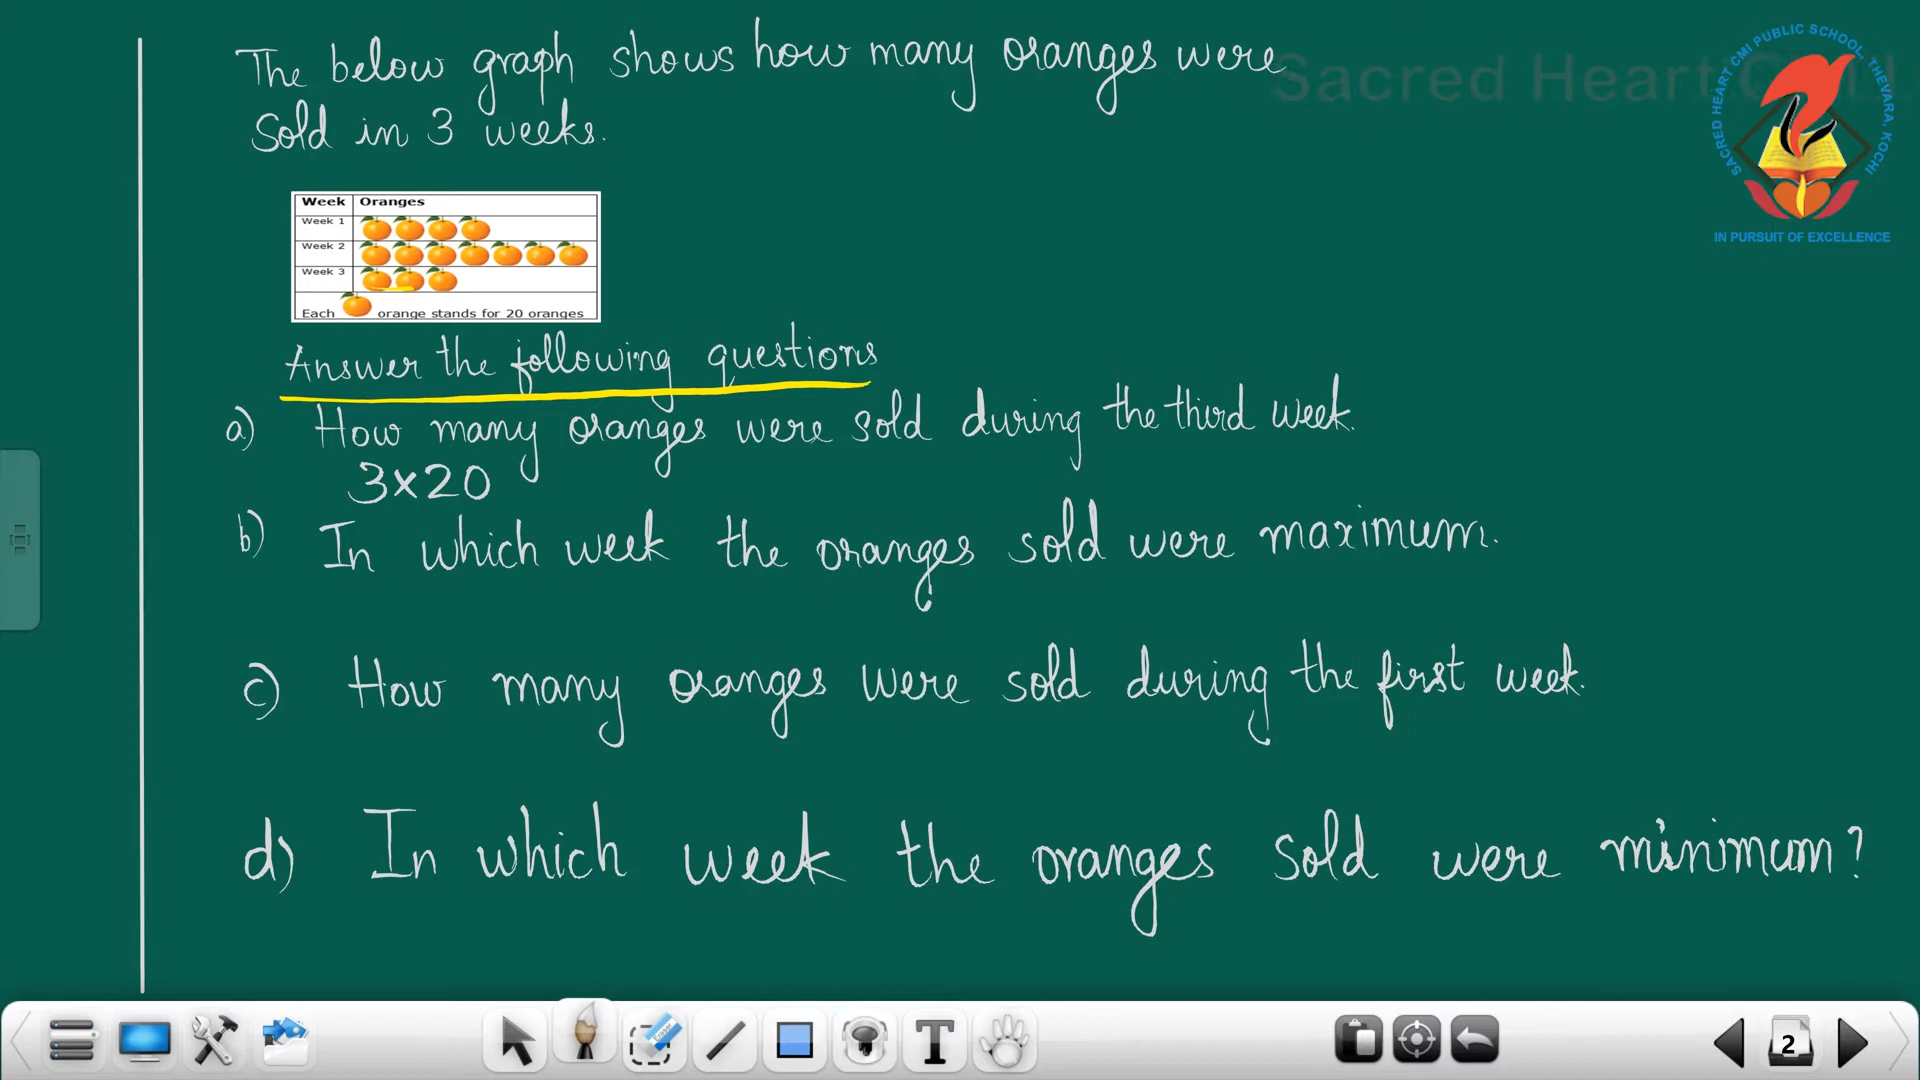 The below graph shows how many oranges were
Sold in 3 weeks.
Sacred Heart C
SACRED HEART CMI PUBLIC SCHOOL, THEVARA, KOCHI
IN PURSUIT OF EXCELLENCE
Week Oranges
Week 1
Week 2
Week 3
Each orange stands for 20 oranges
Answer the following questions
a) How many oranges were sold during the third week.
3×20
b) In which week the oranges sold were maximum.
c) How many oranges were sold during the first week.
d) In which week the oranges sold were minimum?
Eraser
T
2